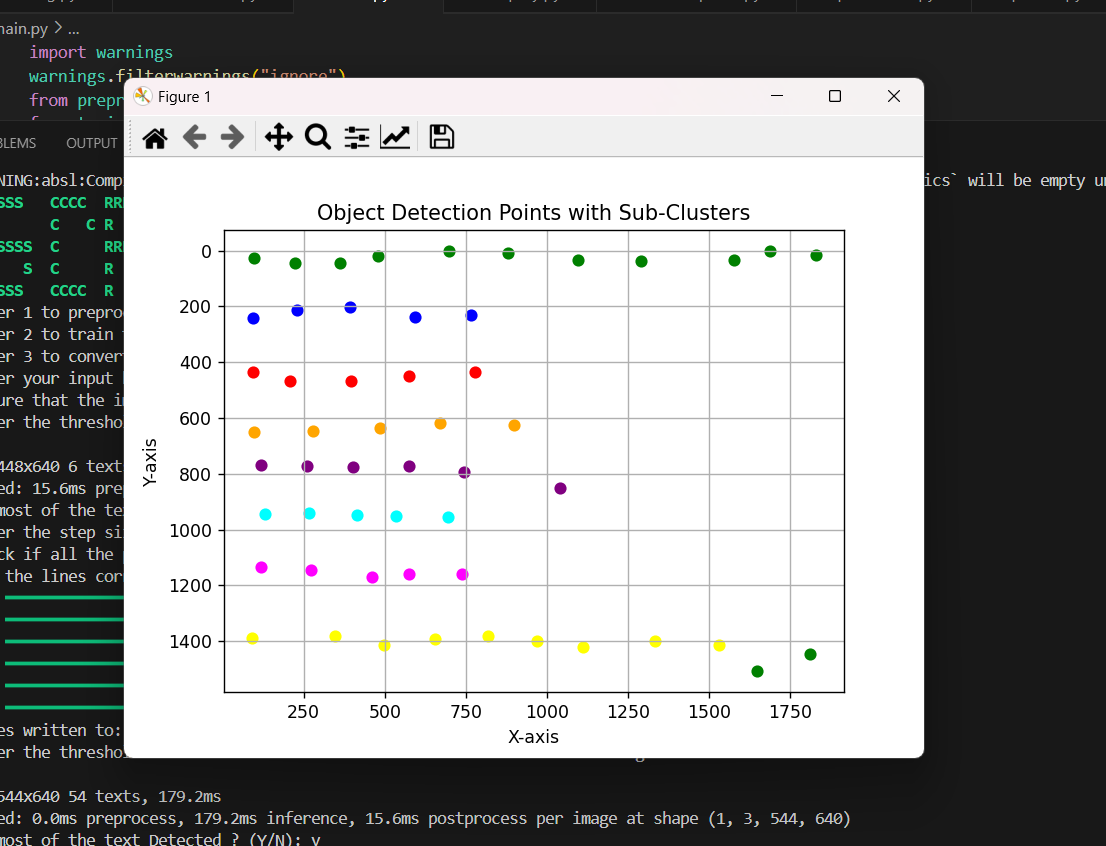 ain.py > ...
import warnings
warnings.filterwarnings("ignore")
from prepr
BLEMS OUTPUT
NING:absl:Comp
ics` will be empty un
SSS CCCC RR
C C R
SSSS C RR
S C R
SSS CCCC R
er 1 to prepro
er 2 to train
er 3 to conver
er your input
ure that the i
er the thresho
448x640 6 text
ed: 15.6ms pre
most of the te
er the step si
ck if all the
the lines cor
es written to:
er the thresho
Figure 1
Object Detection Points with Sub-Clusters
0
200
400
600
800
1000
1200
1400
Y-axis
250 500 750 1000 1250 1500 1750
X-axis
544x640 54 texts, 179.2ms
ed: 0.0ms preprocess, 179.2ms inference, 15.6ms postprocess per image at shape (1, 3, 544, 640)
most of the text Detected ? (Y/N): y